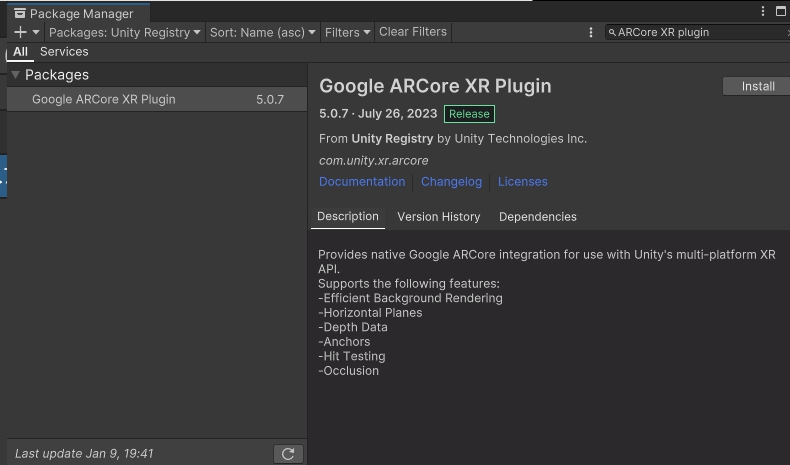 Package Manager
Packages: Unity Registry Sort: Name (asc) Filters Clear Filters ARCore XR plugin
All Services
Packages
Google ARCore XR Plugin 5.0.7
Google ARCore XR Plugin Install
5.0.7 · July 26, 2023 Release
From Unity Registry by Unity Technologies Inc.
com.unity.xr.arcore
Documentation Changelog Licenses
Description Version History Dependencies
Provides native Google ARCore integration for use with Unity's multi-platform XR
API.
Supports the following features:
-Efficient Background Rendering
-Horizontal Planes
-Depth Data
-Anchors
-Hit Testing
-Occlusion
Last update Jan 9, 19:41